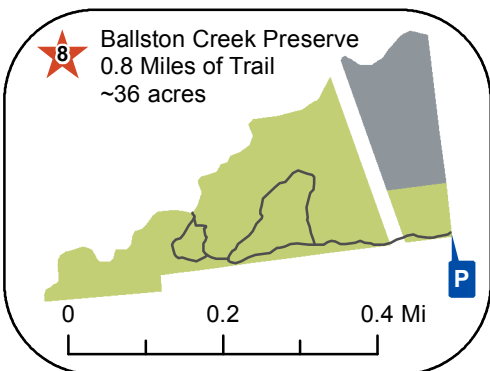 8
Ballston Creek Preserve
0.8 Miles of Trail
~36 acres
P
0 0.2 0.4 Mi